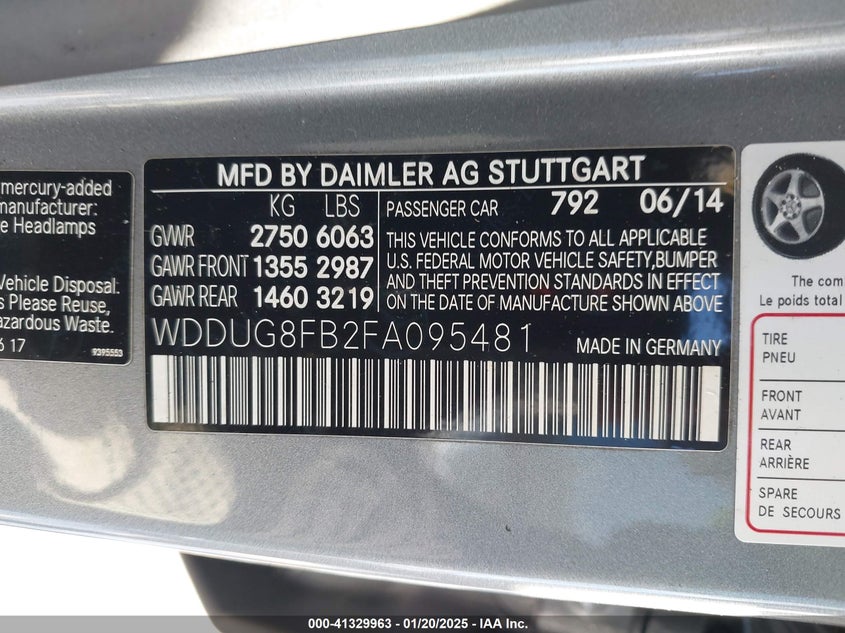 mercury-added
manufacturer:
e Headlamps
Vehicle Disposal:
s Please Reuse,
azardous Waste.
6 17
9395553
MFD BY DAIMLER AG STUTTGART
KG LBS
GVWR 2750 6063
GAWR FRONT 1355 2987
GAWR REAR 1460 3219
PASSENGER CAR 792 06/14
THIS VEHICLE CONFORMS TO ALL APPLICABLE
U.S. FEDERAL MOTOR VEHICLE SAFETY,BUMPER
AND THEFT PREVENTION STANDARDS IN EFFECT
ON THE DATE OF MANUFACTURE SHOWN ABOVE
WDDUG8FB2FA095481 MADE IN GERMANY
The com
Le poids total
TIRE
PNEU
FRONT
AVANT
REAR
ARRIÈRE
SPARE
DE SECOURS
000-41329963 — 01/20/2025 — IAA Inc.